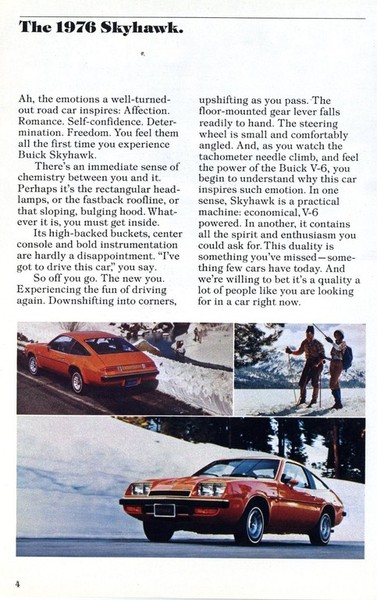 The 1976 Skyhawk.
Ah, the emotions a well-turned-
out road car inspires: Affection.
Romance. Self-confidence. Deter-
mination. Freedom. You feel them
all the first time you experience
Buick Skyhawk.
There's an immediate sense of
chemistry between you and it.
Perhaps it's the rectangular head-
lamps, or the fastback roofline, or
that sloping, bulging hood. What-
ever it is, you must get inside.
Its high-backed buckets, center
console and bold instrumentation
are hardly a disappointment. "I've
got to drive this car," you say.
So off you go. The new you.
Experiencing the fun of driving
again. Downshifting into corners,
upshifting as you pass. The
floor-mounted gear lever falls
readily to hand. The steering
wheel is small and comfortably
angled. And, as you watch the
tachometer needle climb, and feel
the power of the Buick V-6, you
begin to understand why this car
inspires such emotion. In one
sense, Skyhawk is a practical
machine: economical, V-6
powered. In another, it contains
all the spirit and enthusiasm you
could ask for. This duality is
something you've missed—some-
thing few cars have today. And
we're willing to bet it's a quality a
lot of people like you are looking
for in a car right now.
4